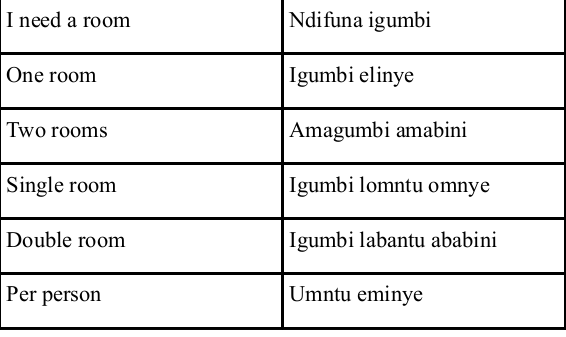 I need a room Ndifuna igumbi
One room Igumbi elinye
Two rooms Amagumbi amabini
Single room Igumbi lomntu omnye
Double room Igumbi labantu ababini
Per person Umntu eminye